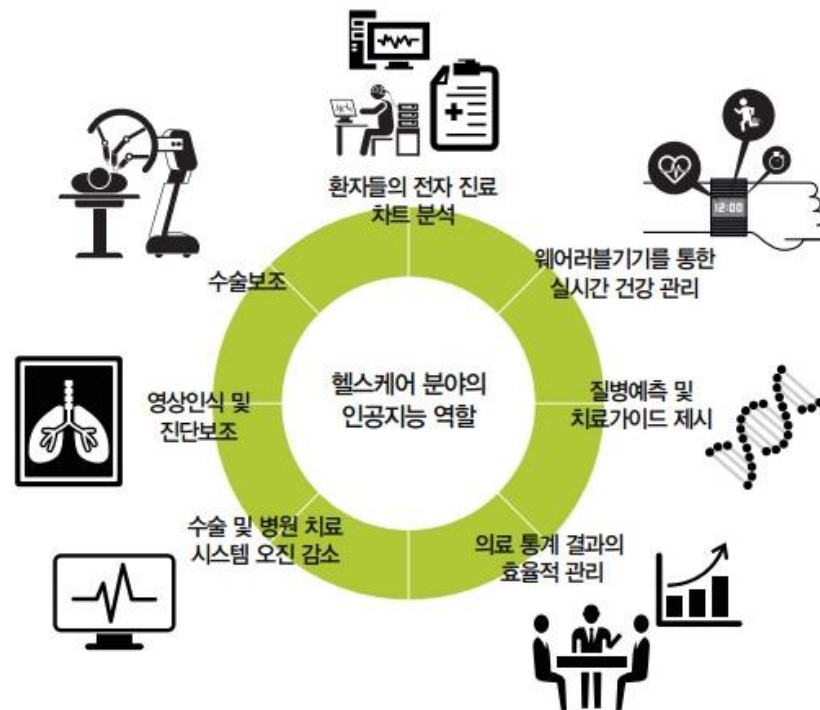 환자들의 전자 진료
차트 분석
12:00
웨어러블기기를 통한
실시간 건강 관리
수술보조
헬스케어 분야의
인공지능 역할
영상인식 및
진단보조
질병예측 및
치료가이드 제시
수술 및 병원 치료
시스템 오진 감소
의료 통계 결과의
효율적 관리